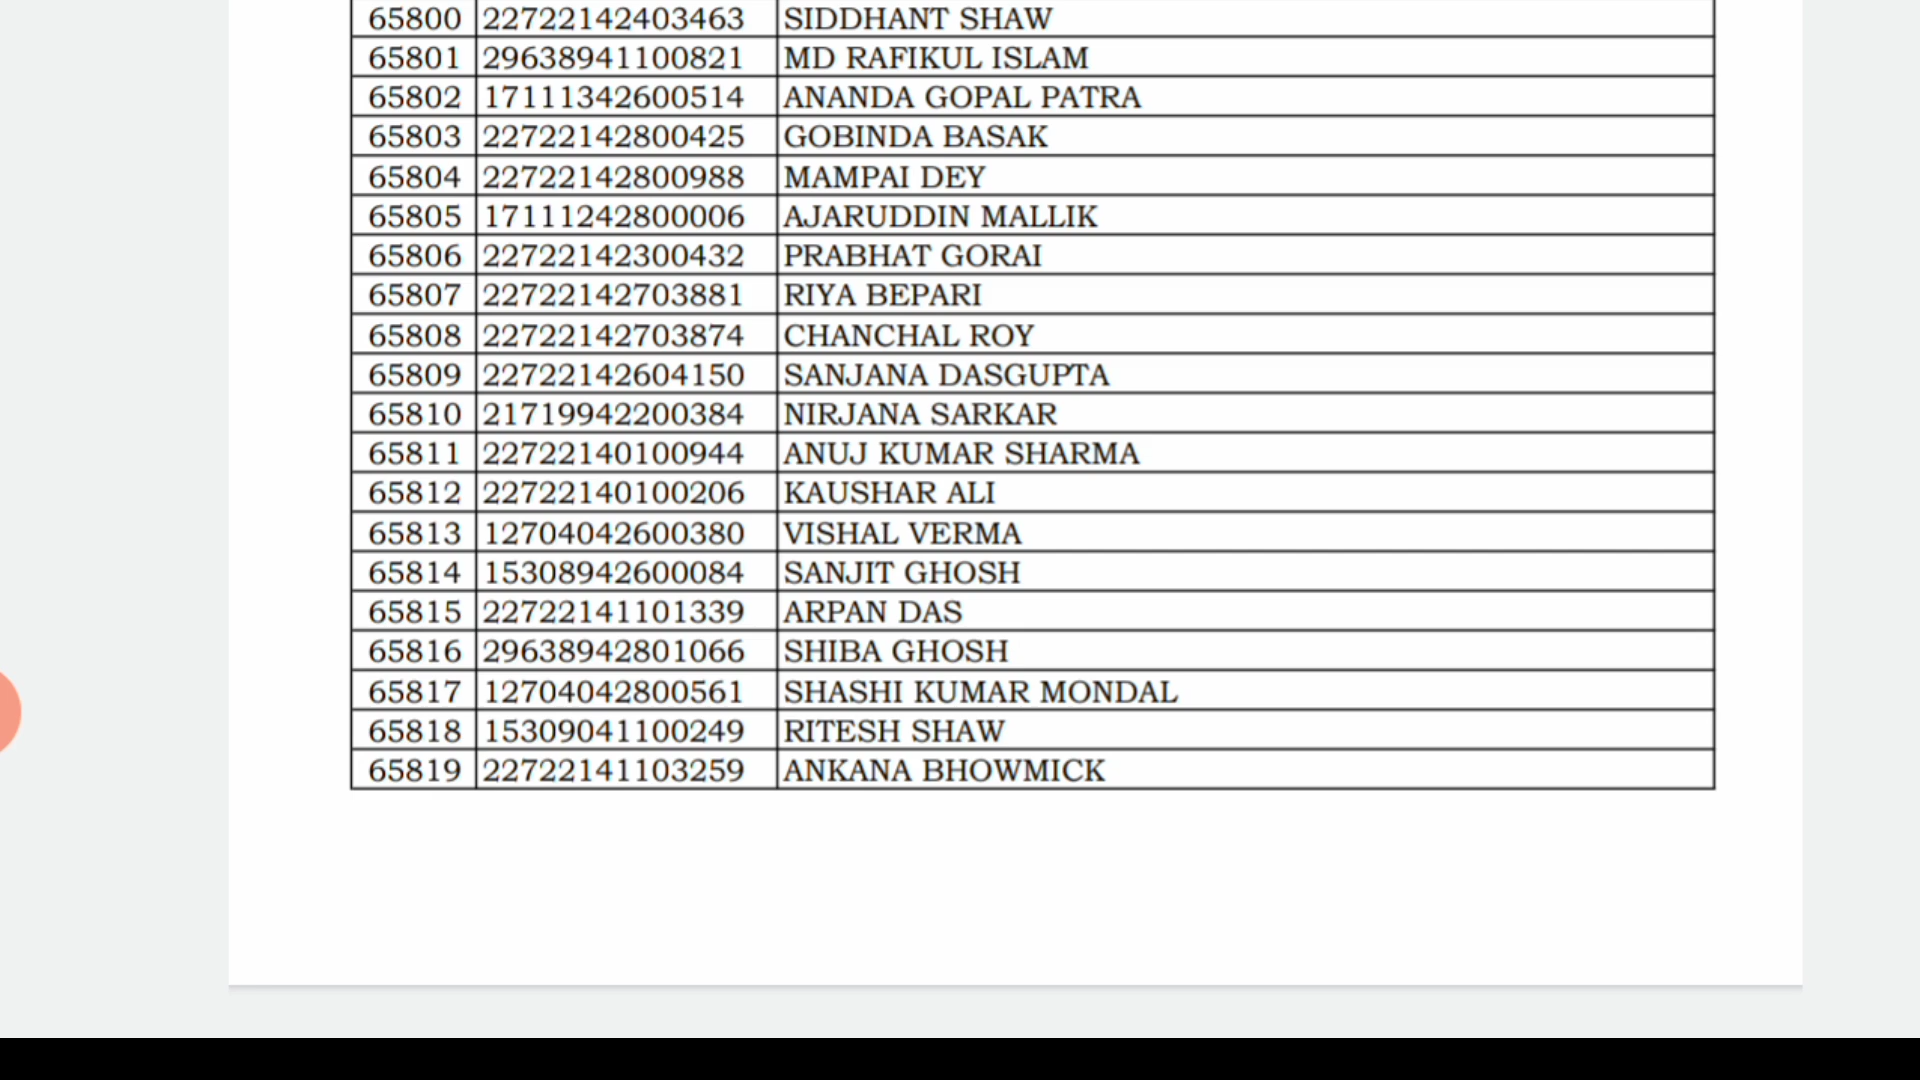 65800 22722142403463 SIDDHANT SHAW
65801 29638941100821 MD RAFIKUL ISLAM
65802 17111342600514 ANANDA GOPAL PATRA
65803 22722142800425 GOBINDA BASAK
65804 22722142800988 MAMPAI DEY
65805 17111242800006 AJARUDDIN MALLIK
65806 22722142300432 PRABHAT GORAI
65807 22722142703881 RIYA BEPARI
65808 22722142703874 CHANCHAL ROY
65809 22722142604150 SANJANA DASGUPTA
65810 21719942200384 NIRJANA SARKAR
65811 22722140100944 ANUJ KUMAR SHARMA
65812 22722140100206 KAUSHAR ALI
65813 12704042600380 VISHAL VERMA
65814 15308942600084 SANJIT GHOSH
65815 22722141101339 ARPAN DAS
65816 29638942801066 SHIBA GHOSH
65817 12704042800561 SHASHI KUMAR MONDAL
65818 15309041100249 RITESH SHAW
65819 22722141103259 ANKANA BHOWMICK